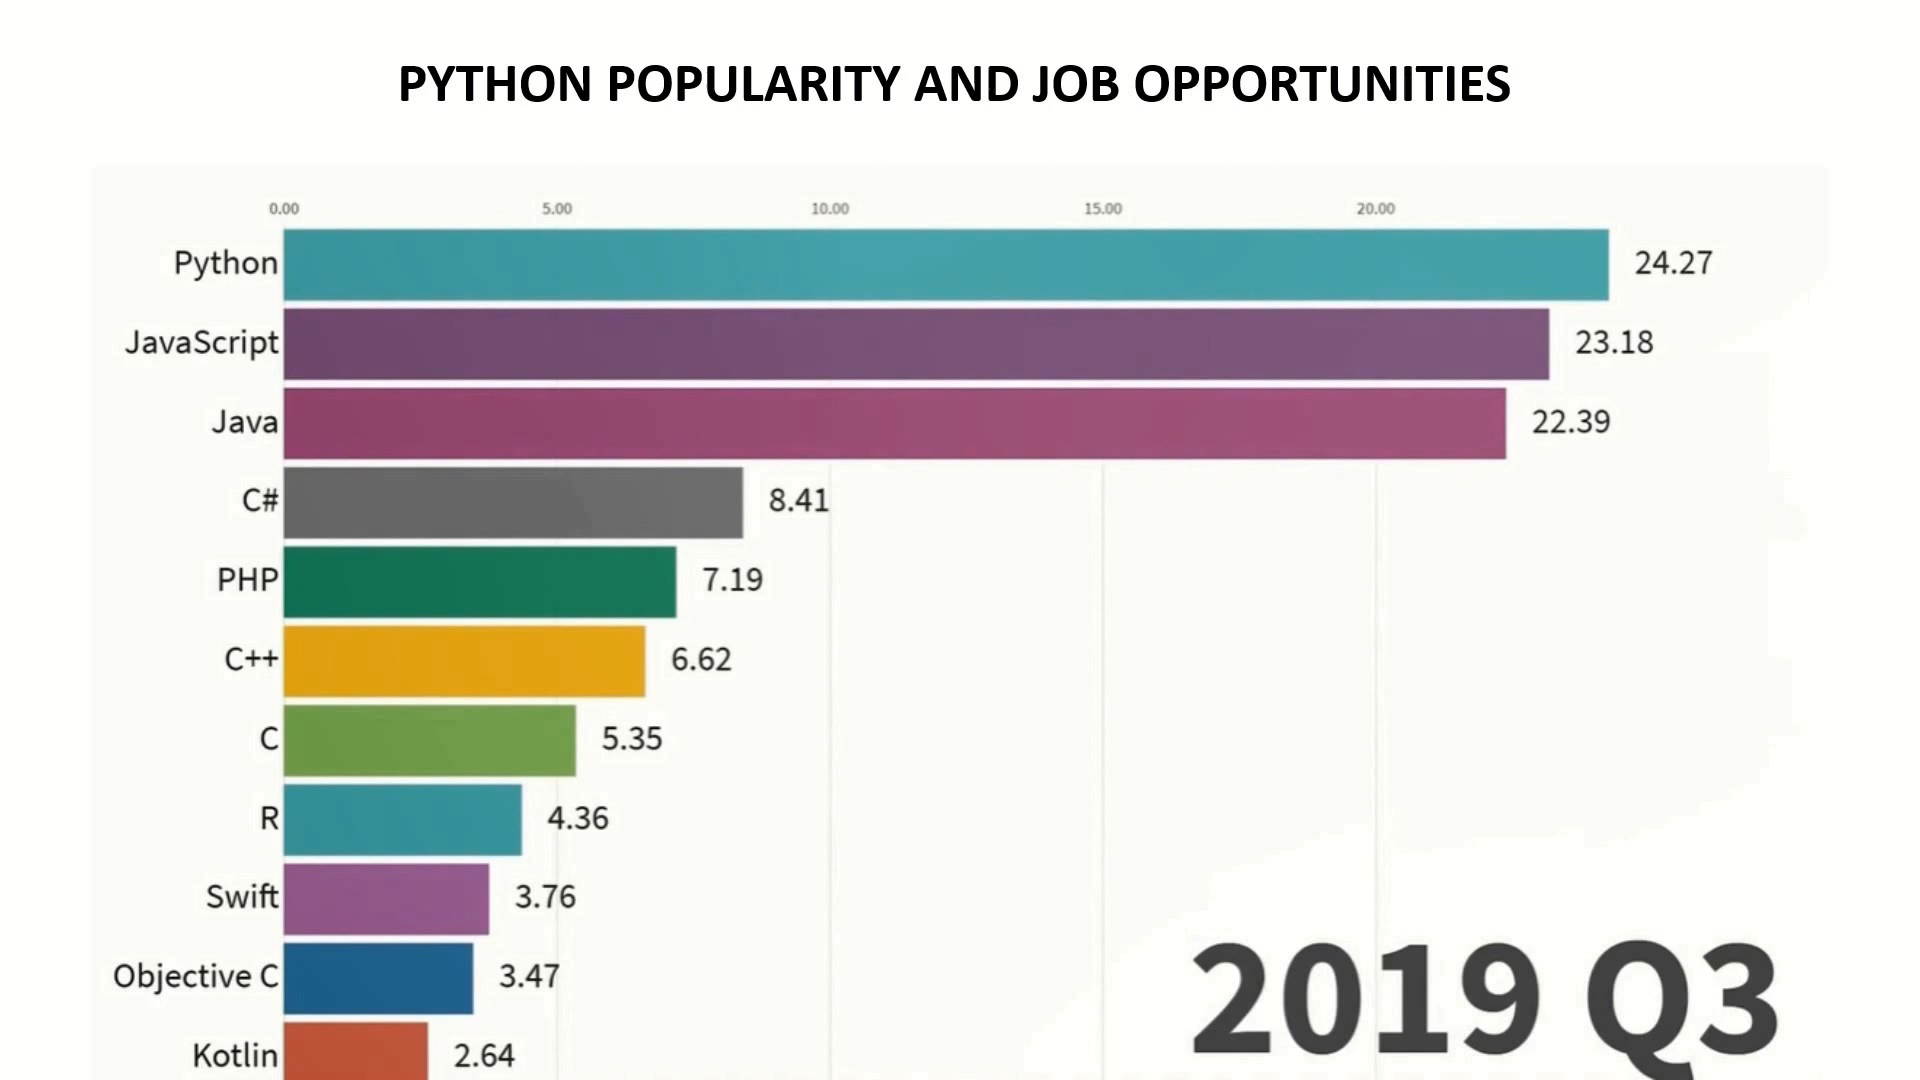 PYTHON POPULARITY AND JOB OPPORTUNITIES
0.00 5.00 10.00 15.00 20.00
Python 24.27
JavaScript 23.18
Java 22.39
C# 8.41
PHP 7.19
C++ 6.62
C 5.35
R 4.36
Swift 3.76
Objective C 3.47
Kotlin 2.64
2019 Q3